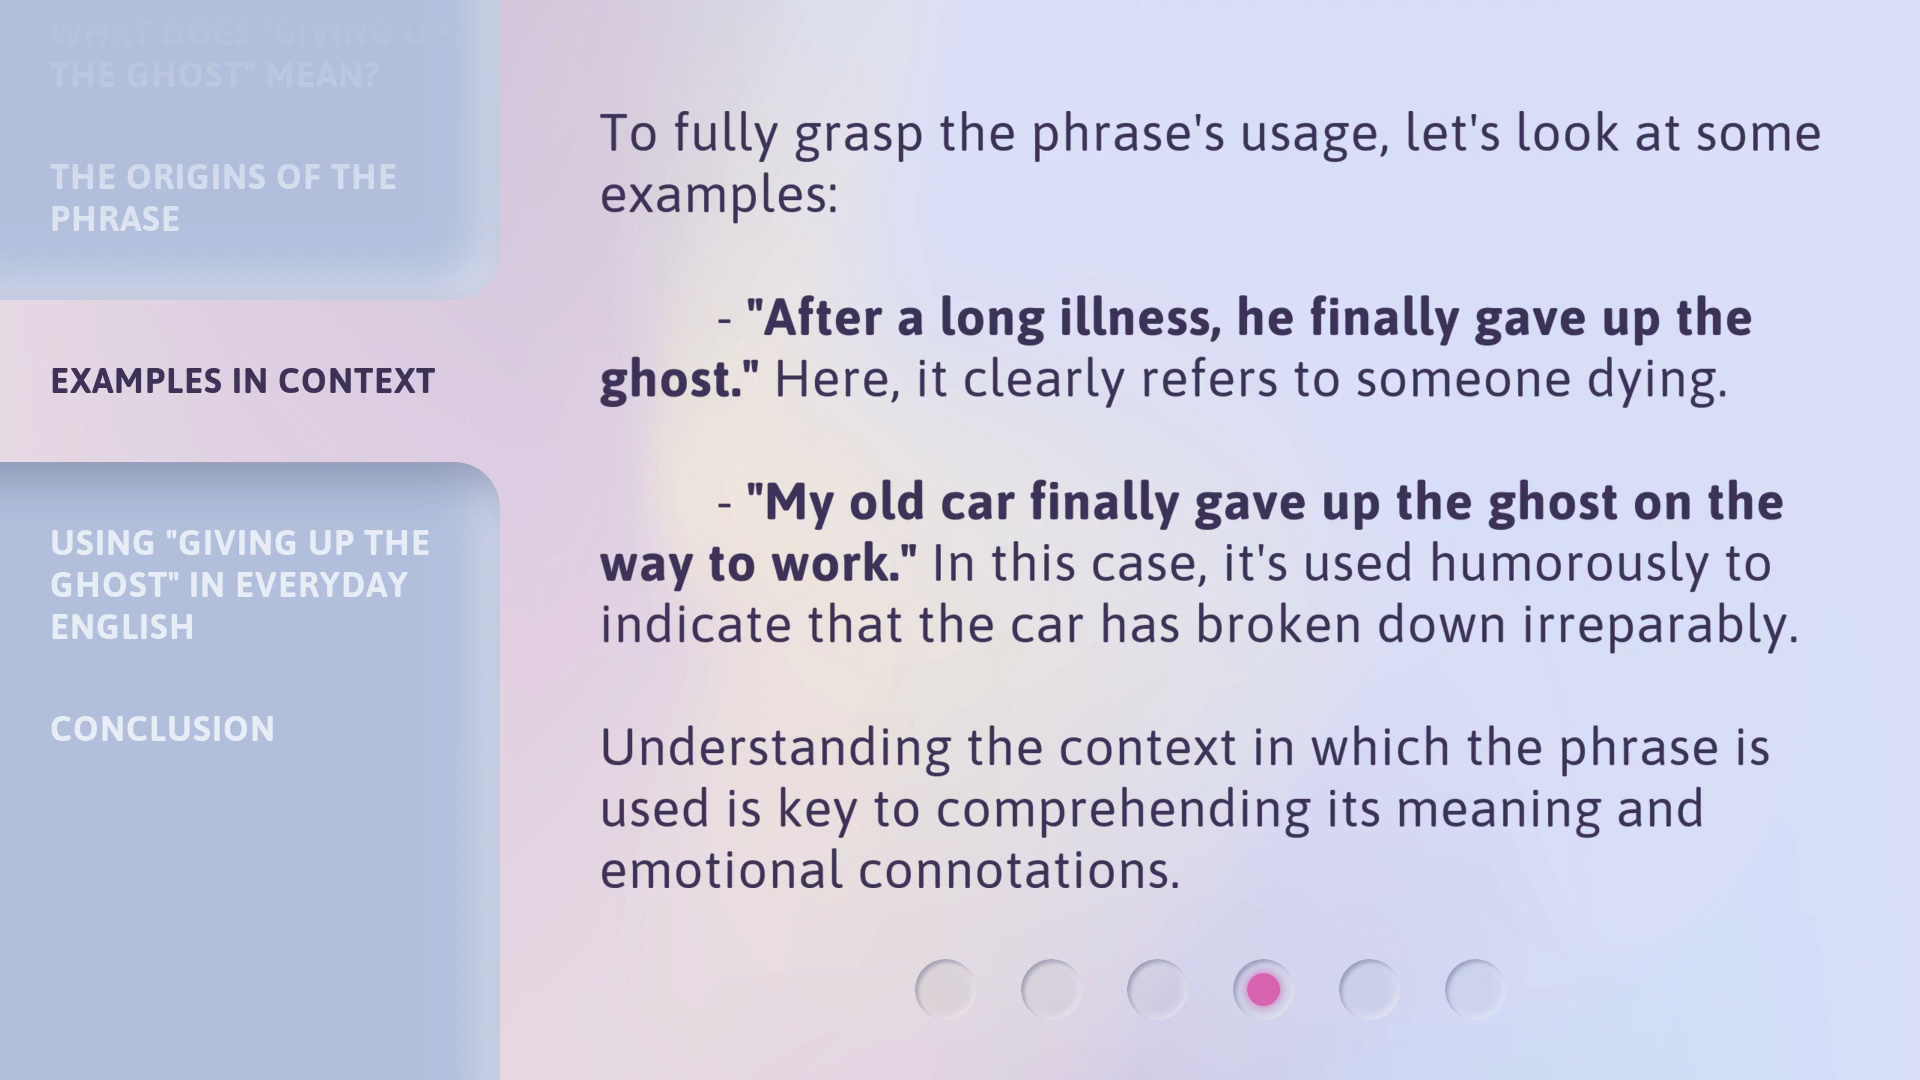 WHAT DOES "GIVING UP
THE GHOST" MEAN?
THE ORIGINS OF THE
PHRASE
EXAMPLES IN CONTEXT
USING "GIVING UP THE
GHOST" IN EVERYDAY
ENGLISH
CONCLUSION
To fully grasp the phrase's usage, let's look at some
examples:
- "After a long illness, he finally gave up the
ghost." Here, it clearly refers to someone dying.
- "My old car finally gave up the ghost on the
way to work." In this case, it's used humorously to
indicate that the car has broken down irreparably.
Understanding the context in which the phrase is
used is key to comprehending its meaning and
emotional connotations.